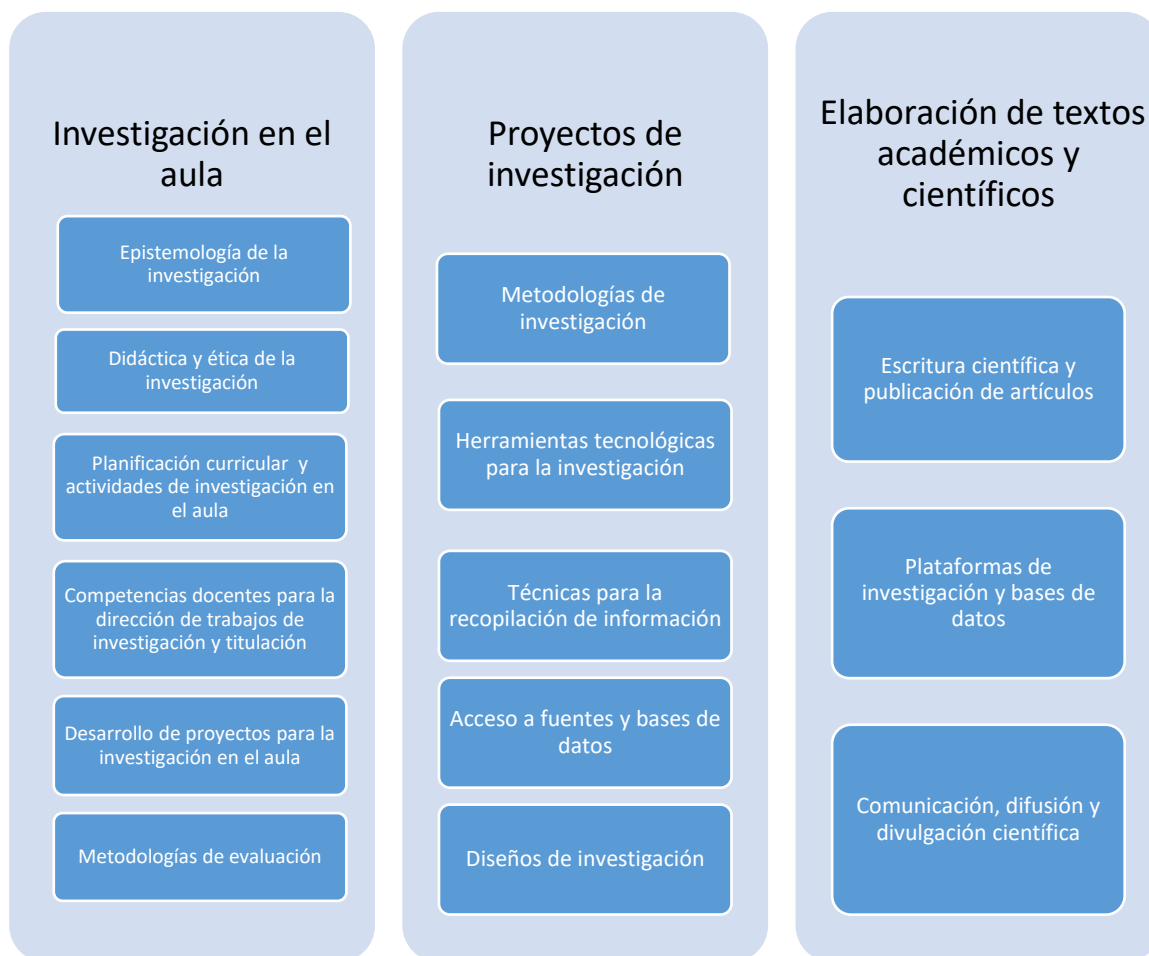 Investigación en el
aula
Epistemología de la
investigación
Didáctica y ética de la
investigación
Planificación curricular y
actividades de investigación en
el aula
Competencias docentes para la
dirección de trabajos de
investigación y titulación
Desarrollo de proyectos para la
investigación en el aula
Metodologías de evaluación
Proyectos de
investigación
Metodologías de
investigación
Herramientas tecnológicas
para la investigación
Técnicas para la
recopilación de información
Acceso a fuentes y bases de
datos
Diseños de investigación
Elaboración de textos
académicos y
científicos
Escritura científica y
publicación de artículos
Plataformas de
investigación y bases de
datos
Comunicación, difusión y
divulgación científica